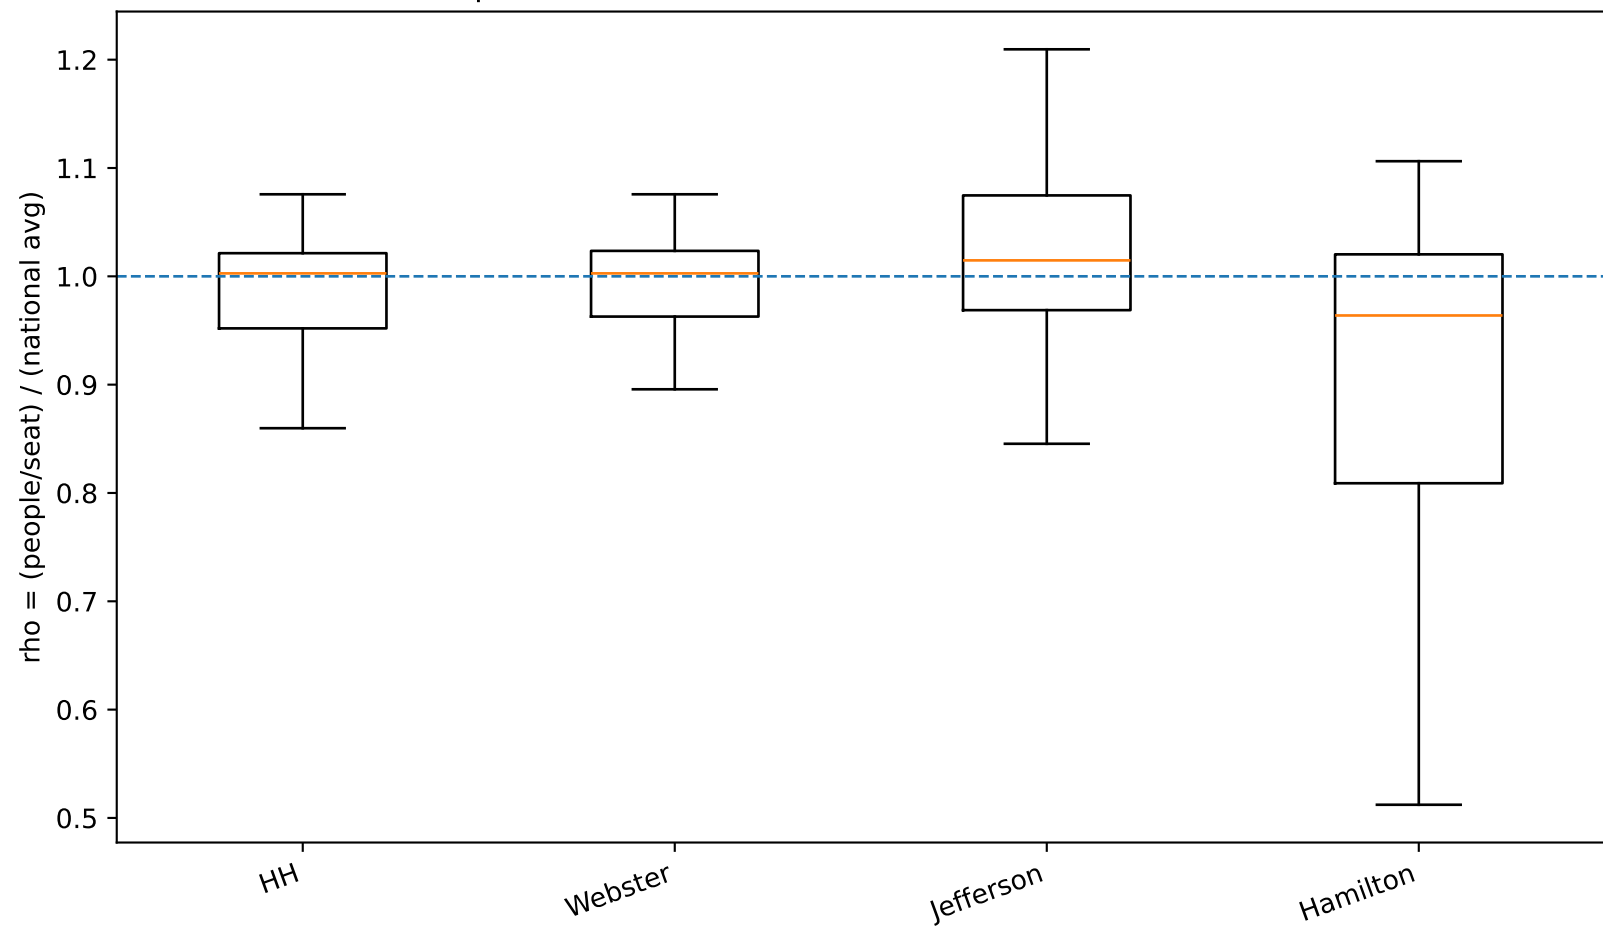 rho = (people/seat) / (national avg)
1.2
1.1
1.0
0.9
0.8
0.7
0.6
0.5
HH
Webster
Jefferson
Hamilton